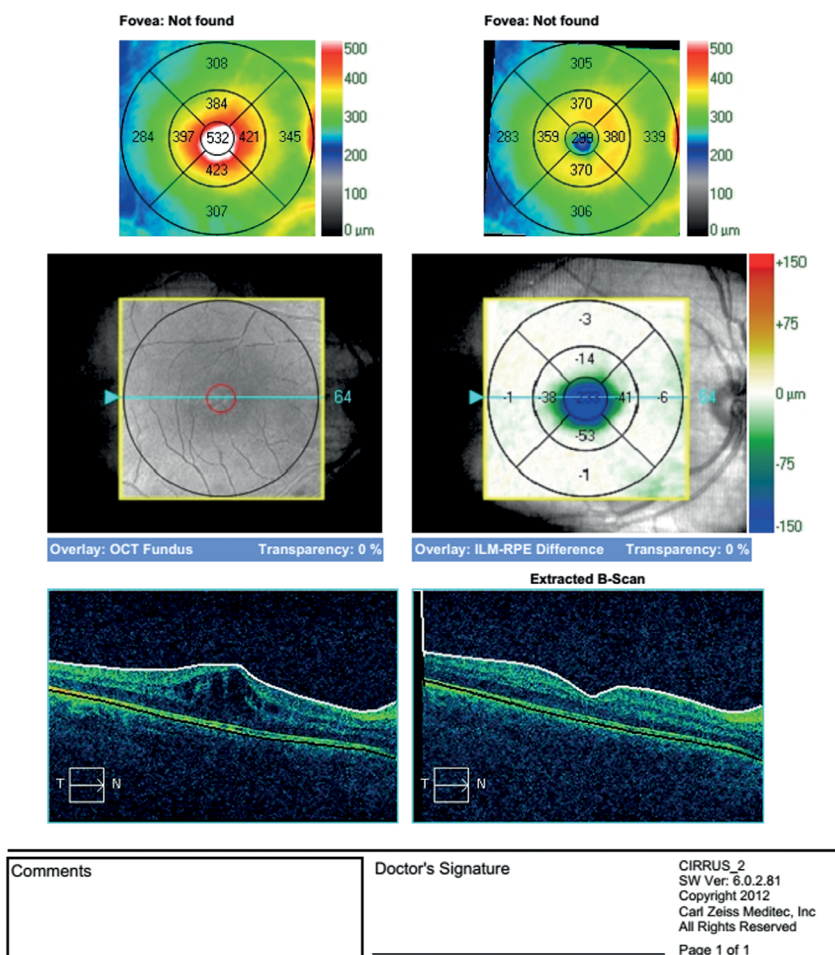 Fovea: Not found
Fovea: Not found
308
384
284 397 532 421 345
423
307
500
400
300
200
100
0 µm
305
370
283 359 299 380 339
370
306
500
400
300
200
100
0 µm
64
-3
-14
-1 -38 -41 -6
-53
-1
64
+150
+75
0 µm
-75
-150
Overlay: OCT Fundus Transparency: 0 %
Overlay: ILM-RPE Difference Transparency: 0 %
Extracted B-Scan
T N
T N
Comments
Doctor's Signature
CIRRUS_2
SW Ver: 6.0.2.81
Copyright 2012
Carl Zeiss Meditec, Inc
All Rights Reserved
Page 1 of 1